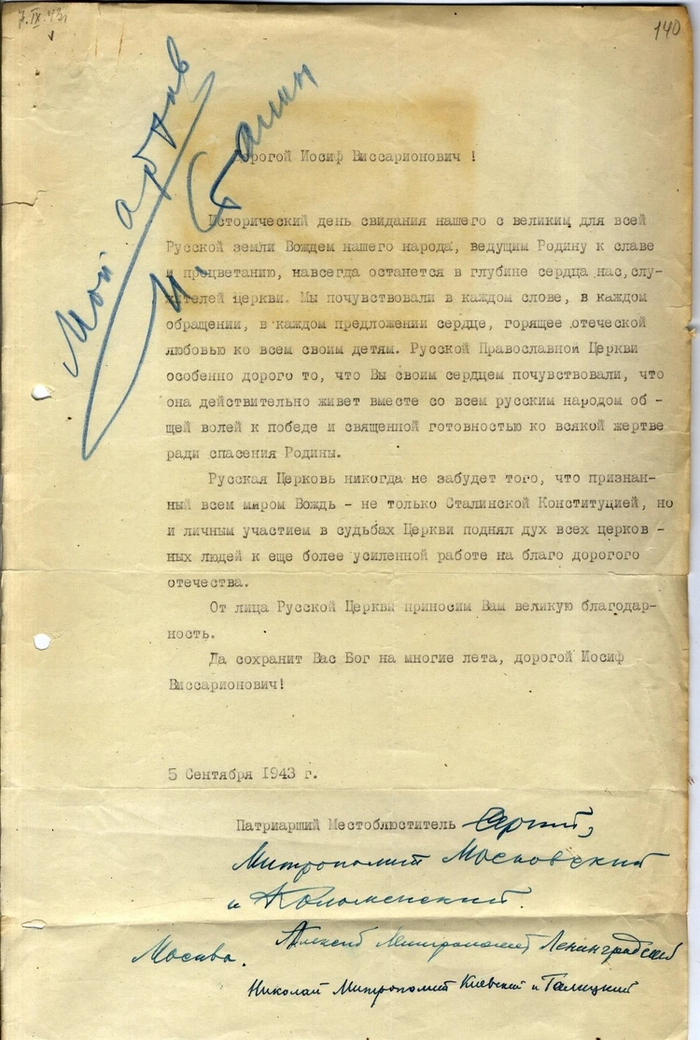 7.IX.43г.
140
Мой архив
И. Сталин
Дорогой Иосиф Виссарионович !
Исторический день свидания нашего с великим для всей
Русской земли Вождем нашего народа, ведущим Родину к славе
и процветанию, навсегда останется в глубине сердца нас,слу-
жителей церкви. Мы почувствовали в каждом слове, в каждом
обращении, в каждом предложении сердце, горящее отеческой
любовью ко всем своим детям. Русской Православной Церкви
особенно дорого то, что Вы своим сердцем почувствовали, что
она действительно живет вместе со всем русским народом об -
щей волей к победе и священной готовностью ко всякой жертве
ради спасения Родины.
Русская Церковь никогда не забудет того, что признан-
ный всем миром Вождь - не только Сталинской Конституцией, но
и личным участием в судьбах Церкви поднял дух всех церков -
ных людей к еще более усиленной работе на благо дорогого
отечества.
От лица Русской Церкви приносим Вам великую благодар-
ность.
Да сохранит Вас Бог на многие лета, дорогой Иосиф
Виссарионович!
5 Сентября 1943 г.
Патриарший Местоблюститель Сергий,
Митрополит Московский
и Коломенский.
Алексий Митрополит Ленинградский
Москва.
Николай Митрополит Киевский и Галицкий